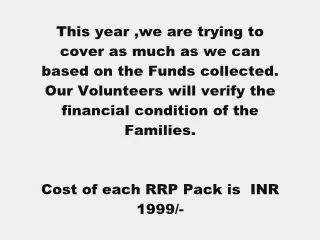 This year ,we are trying to
cover as much as we can
based on the Funds collected.
Our Volunteers will verify the
financial condition of the
Families.
Cost of each RRP Pack is  INR
1999/-